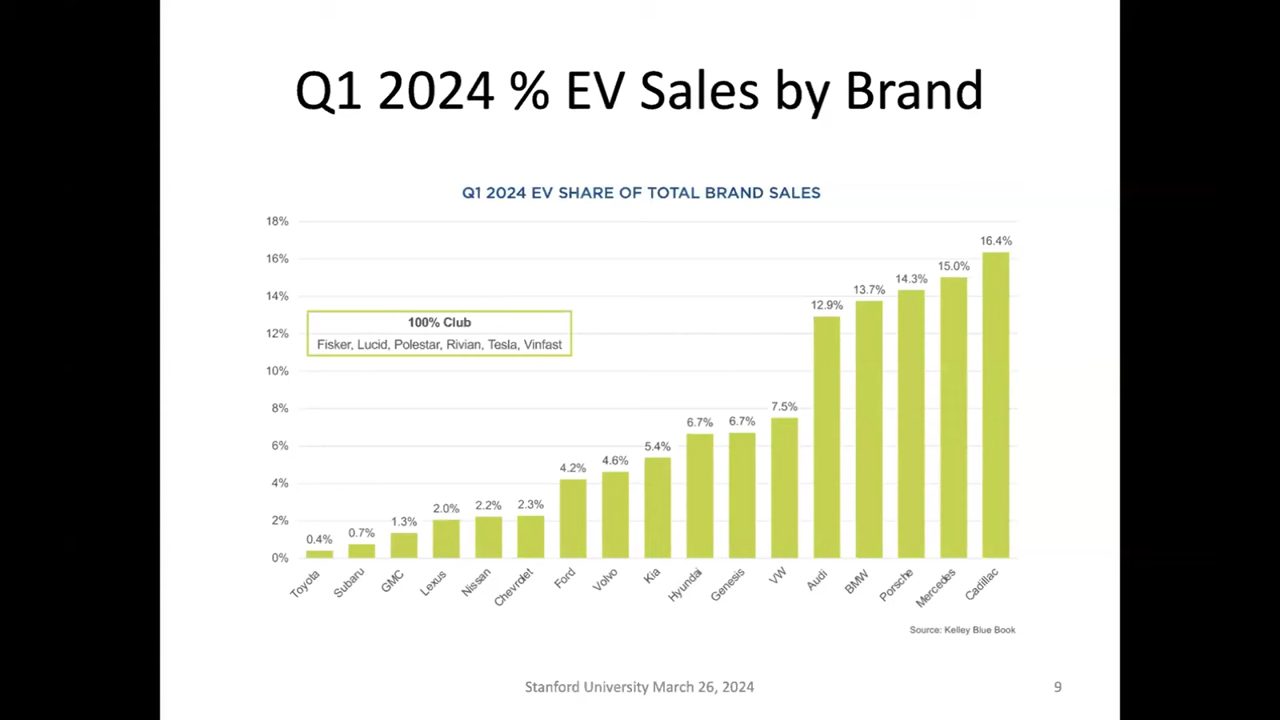 Q1 2024 % EV Sales by Brand
Q1 2024 EV SHARE OF TOTAL BRAND SALES
18%
16%
14%
12%
10%
8%
6%
4%
2%
0%
100% Club
Fisker, Lucid, Polestar, Rivian, Tesla, Vinfast
0.4%
0.7%
1.3%
2.0%
2.2%
2.3%
4.2%
4.6%
5.4%
6.7%
6.7%
7.5%
12.9%
13.7%
14.3%
15.0%
16.4%
Toyota
Subaru
GMC
Lexus
Nissan
Chevrolet
Ford
Volvo
Kia
Hyundai
Genesis
VW
Audi
BMW
Porsche
Mercedes
Cadillac
Source: Kelley Blue Book
Stanford University March 26, 2024
9